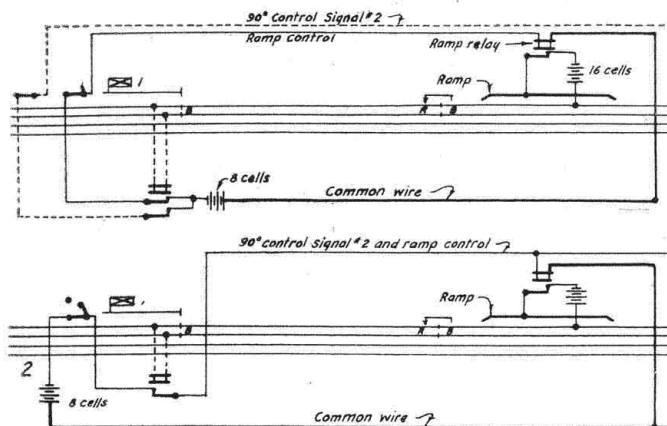 90° Control Signal #2
Ramp control
Ramp relay
1
Ramp
16 cells
B
A
B
8 cells
Common wire
90° control Signal #2 and ramp control
Ramp
B
A
B
2
8 cells
Common wire